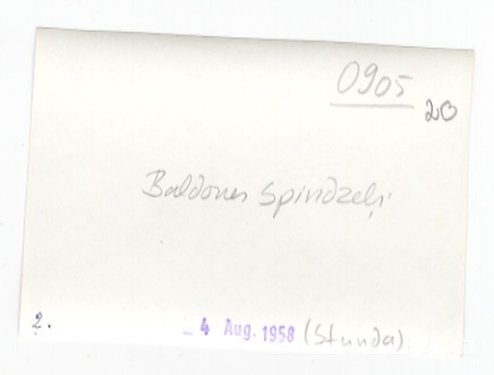 0905
20
Baldones Spindzeļi
2.
– 4 Aug. 1958 (Stunda)